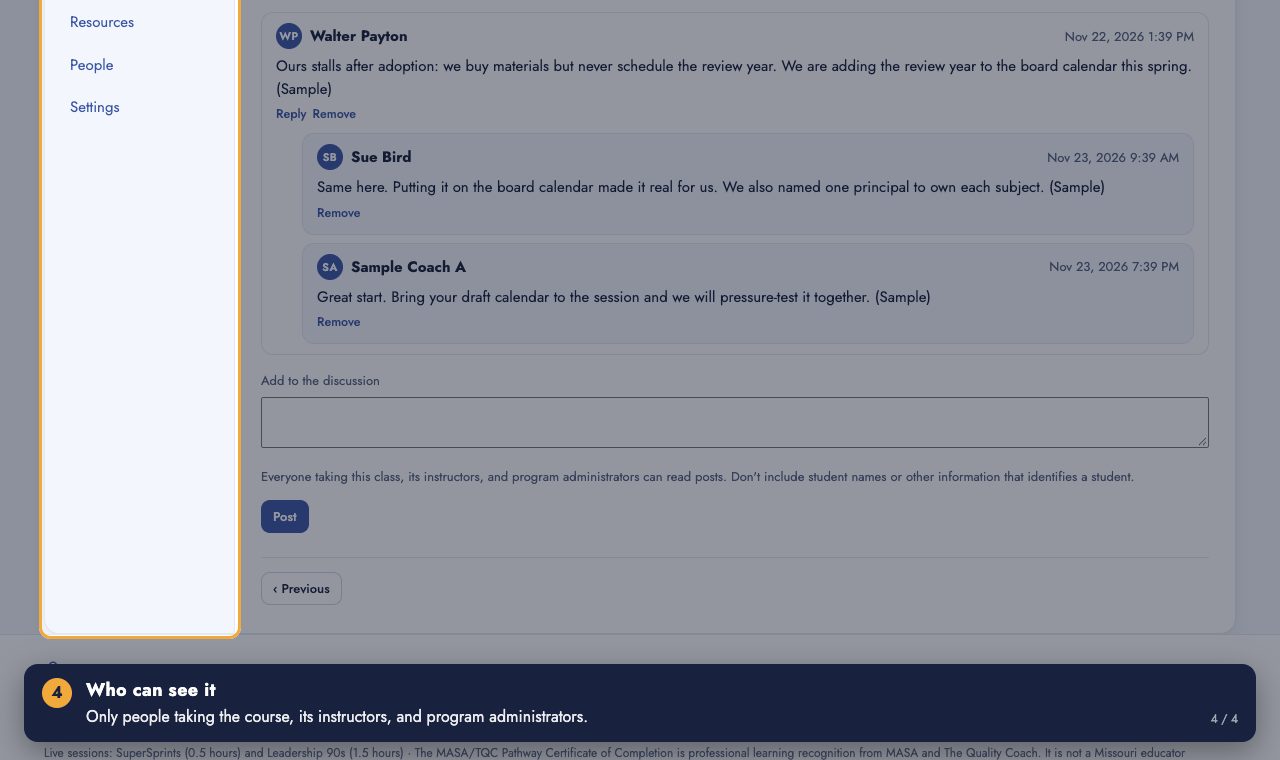 Resources
People
Settings
WP Walter Payton Nov 22, 2026 1:39 PM
Ours stalls after adoption: we buy materials but never schedule the review year. We are adding the review year to the board calendar this spring.
(Sample)
Reply Remove
SB Sue Bird Nov 23, 2026 9:39 AM
Same here. Putting it on the board calendar made it real for us. We also named one principal to own each subject. (Sample)
Remove
SA Sample Coach A Nov 23, 2026 7:39 PM
Great start. Bring your draft calendar to the session and we will pressure-test it together. (Sample)
Remove
Add to the discussion
Everyone taking this class, its instructors, and program administrators can read posts. Don't include student names or other information that identifies a student.
Post
‹ Previous
4 Who can see it
Only people taking the course, its instructors, and program administrators.
4 / 4
Live sessions: SuperSprints (0.5 hours) and Leadership 90s (1.5 hours) · The MASA/TQC Pathway Certificate of Completion is professional learning recognition from MASA and The Quality Coach. It is not a Missouri educator